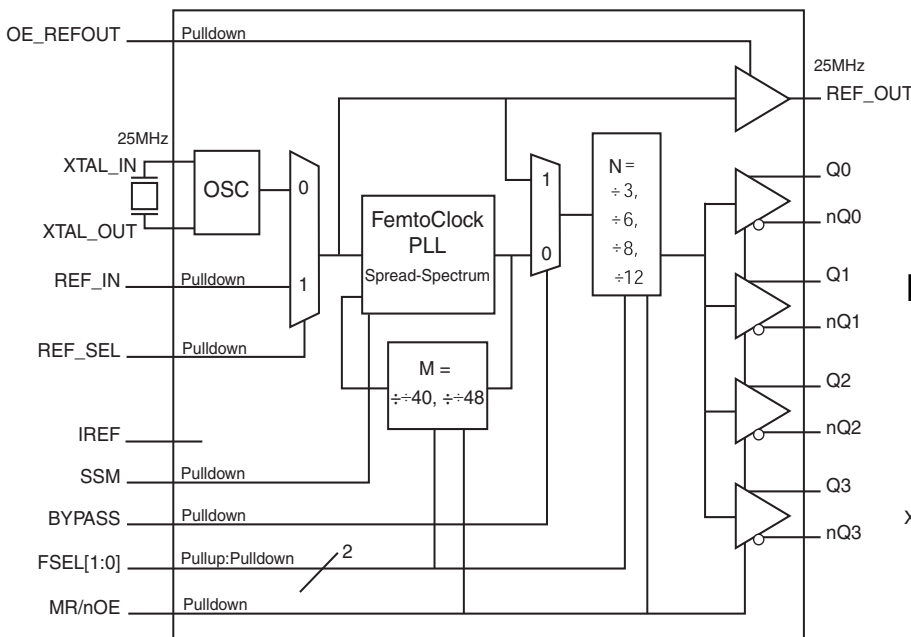 OE_REFOUT
Pulldown
25MHz
REF_OUT
25MHz
XTAL_IN
OSC
XTAL_OUT
0
1
REF_IN
Pulldown
REF_SEL
Pulldown
FemtoClock
PLL
Spread-Spectrum
M =
÷÷40, ÷÷48
1
0
N =
÷3,
÷6,
÷8,
÷12
Q0
nQ0
Q1
nQ1
Q2
nQ2
Q3
nQ3
IREF
SSM
Pulldown
BYPASS
Pulldown
FSEL[1:0]
Pullup:Pulldown
2
MR/nOE
Pulldown